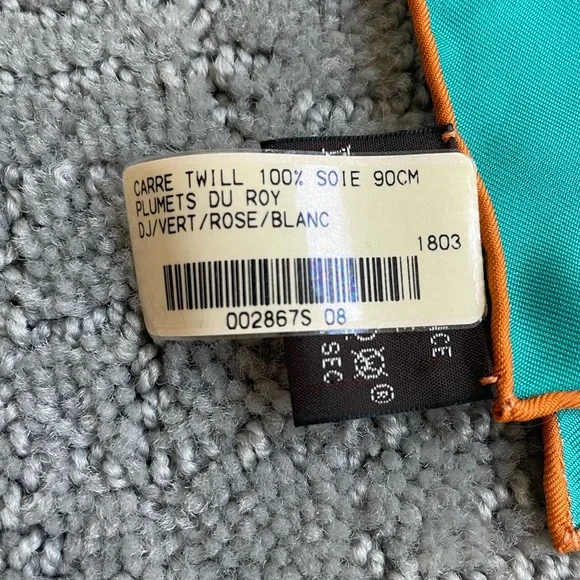 CARRE TWILL 100% SOIE 90CM
PLUMETS DU ROY
DJ/VERT/ROSE/BLANC
1803
002867S 08
SEC